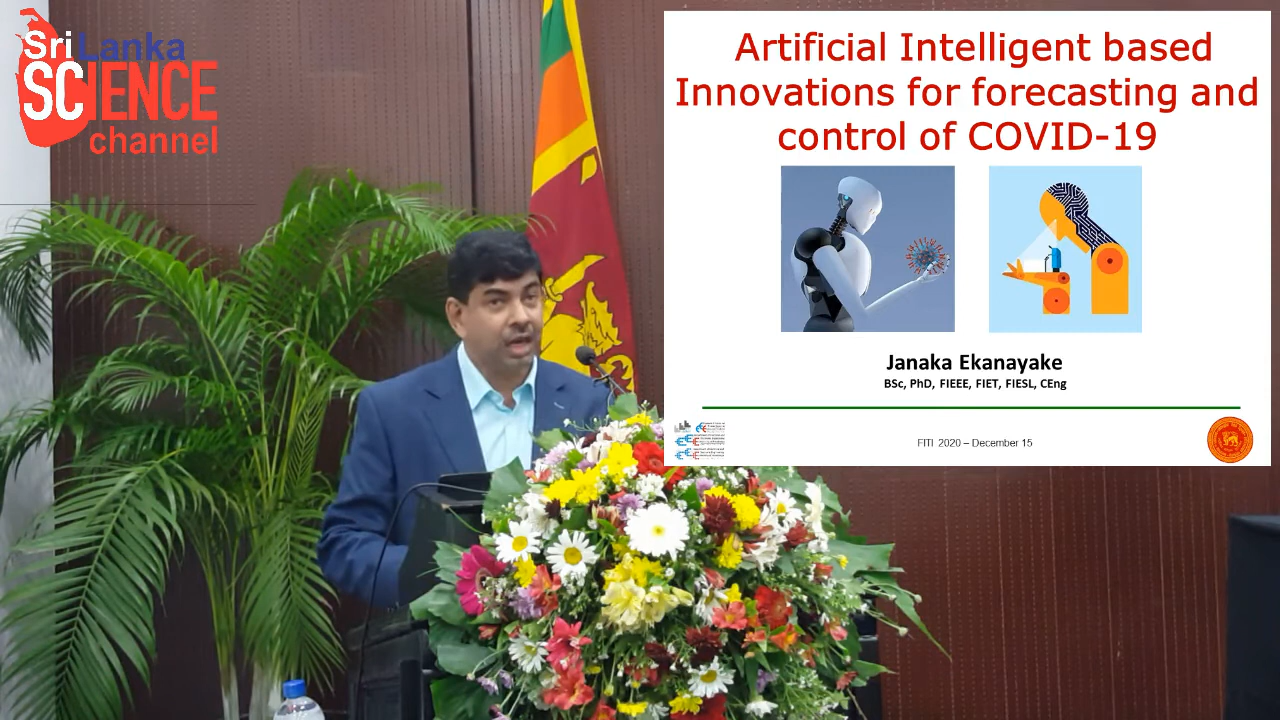 Sri Lanka
SCIENCE
channel
Artificial Intelligent based
Innovations for forecasting and
control of COVID-19
Janaka Ekanayake
BSc, PhD, FIEEE, FIET, FIESL, CEng
FITI 2020 – December 15